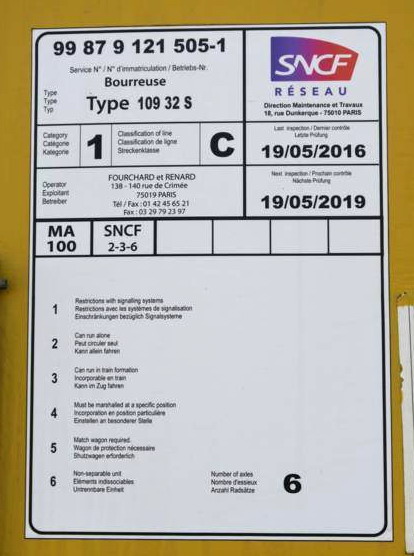 99 87 9 121 505-1
Service N° / N° d'immatriculation / Betriebs-Nr.
Bourreuse
Type
Type
Typ
Type 109 32 S
SNCF
RÉSEAU
Direction Maintenance et Travaux
18, rue Dunkerque - 75010 PARIS
Category
Catégorie
Kategorie
1
Classification of line
Classification de ligne
Streckenklasse
C
Last inspection / Dernier contrôle
Letzte Prüfung
19/05/2016
Operator
Exploitant
Betreiber
FOURCHARD et RENARD
138 - 140 rue de Crimée
75019 PARIS
Tél / Fax : 01 42 45 65 21
Fax : 03 29 79 23 97
Next inspection / Prochain contrôle
Nächste Prüfung
19/05/2019
MA
100
SNCF
2-3-6
1
Restrictions with signalling systems
Restrictions avec les systèmes de signalisation
Einschränkungen bezüglich Signalsysteme
2
Can run alone
Peut circuler seul
Kann allein fahren
3
Can run in train formation
Incorporable en train
Kann im Zug fahren
4
Must be marshalled at a specific position
Incorporation en position particulière
Einstellen an besonderer Stelle
5
Match wagon required.
Wagon de protection nécessaire
Shutzwagen erforderlich
6
Non-separable unit
Eléments indissociables
Untrennbare Einheit
Number of axles
Nombre d'essieux
Anzahl Radsätze
6